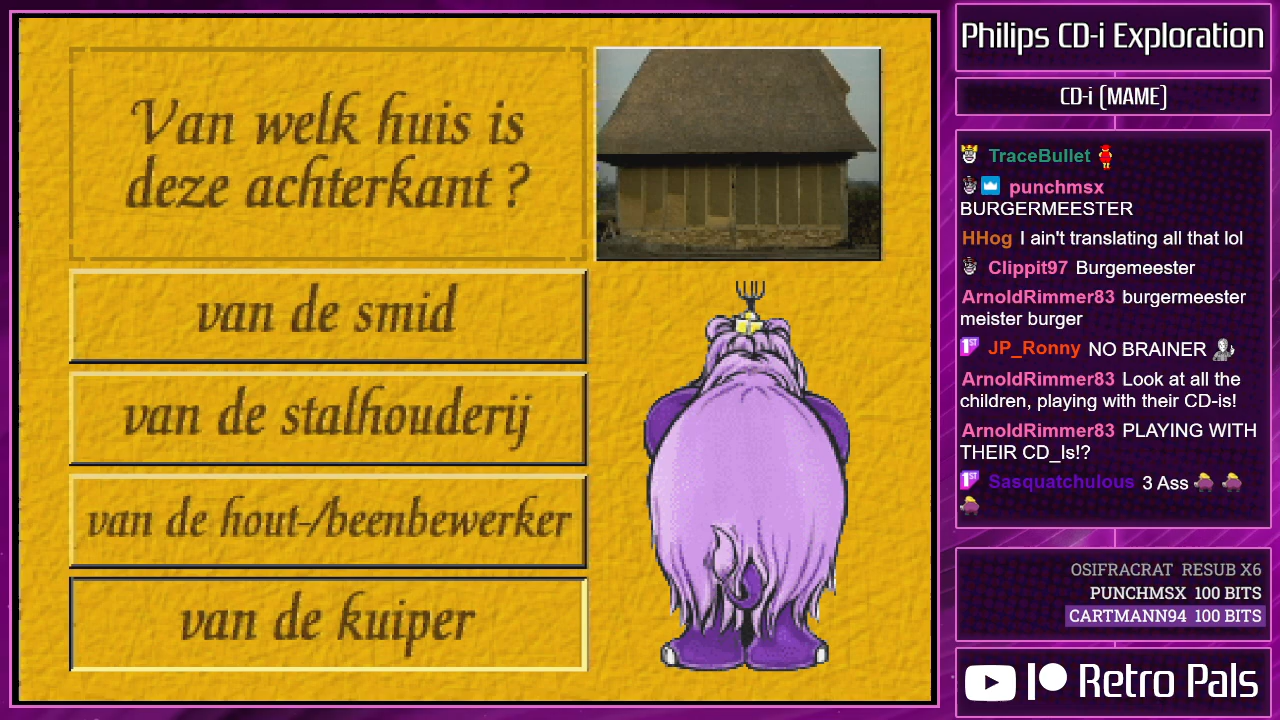 Van welk huis is
deze achterkant ?
van de smid
van de stalhouderij
van de hout-/beenbewerker
van de kuiper
Philips CD-i Exploration
CD-i (MAME)
TraceBullet
punchmsx
BURGERMEESTER
HHog I ain't translating all that lol
Clippit97 Burgemeester
ArnoldRimmer83 burgermeester
meister burger
1ST JP_Ronny NO BRAINER
ArnoldRimmer83 Look at all the
children, playing with their CD-is!
ArnoldRimmer83 PLAYING WITH
THEIR CD_Is!?
1ST Sasquatchulous 3 Ass
OSIFRACRAT RESUB X6
PUNCHMSX 100 BITS
CARTMANN94 100 BITS
Retro Pals